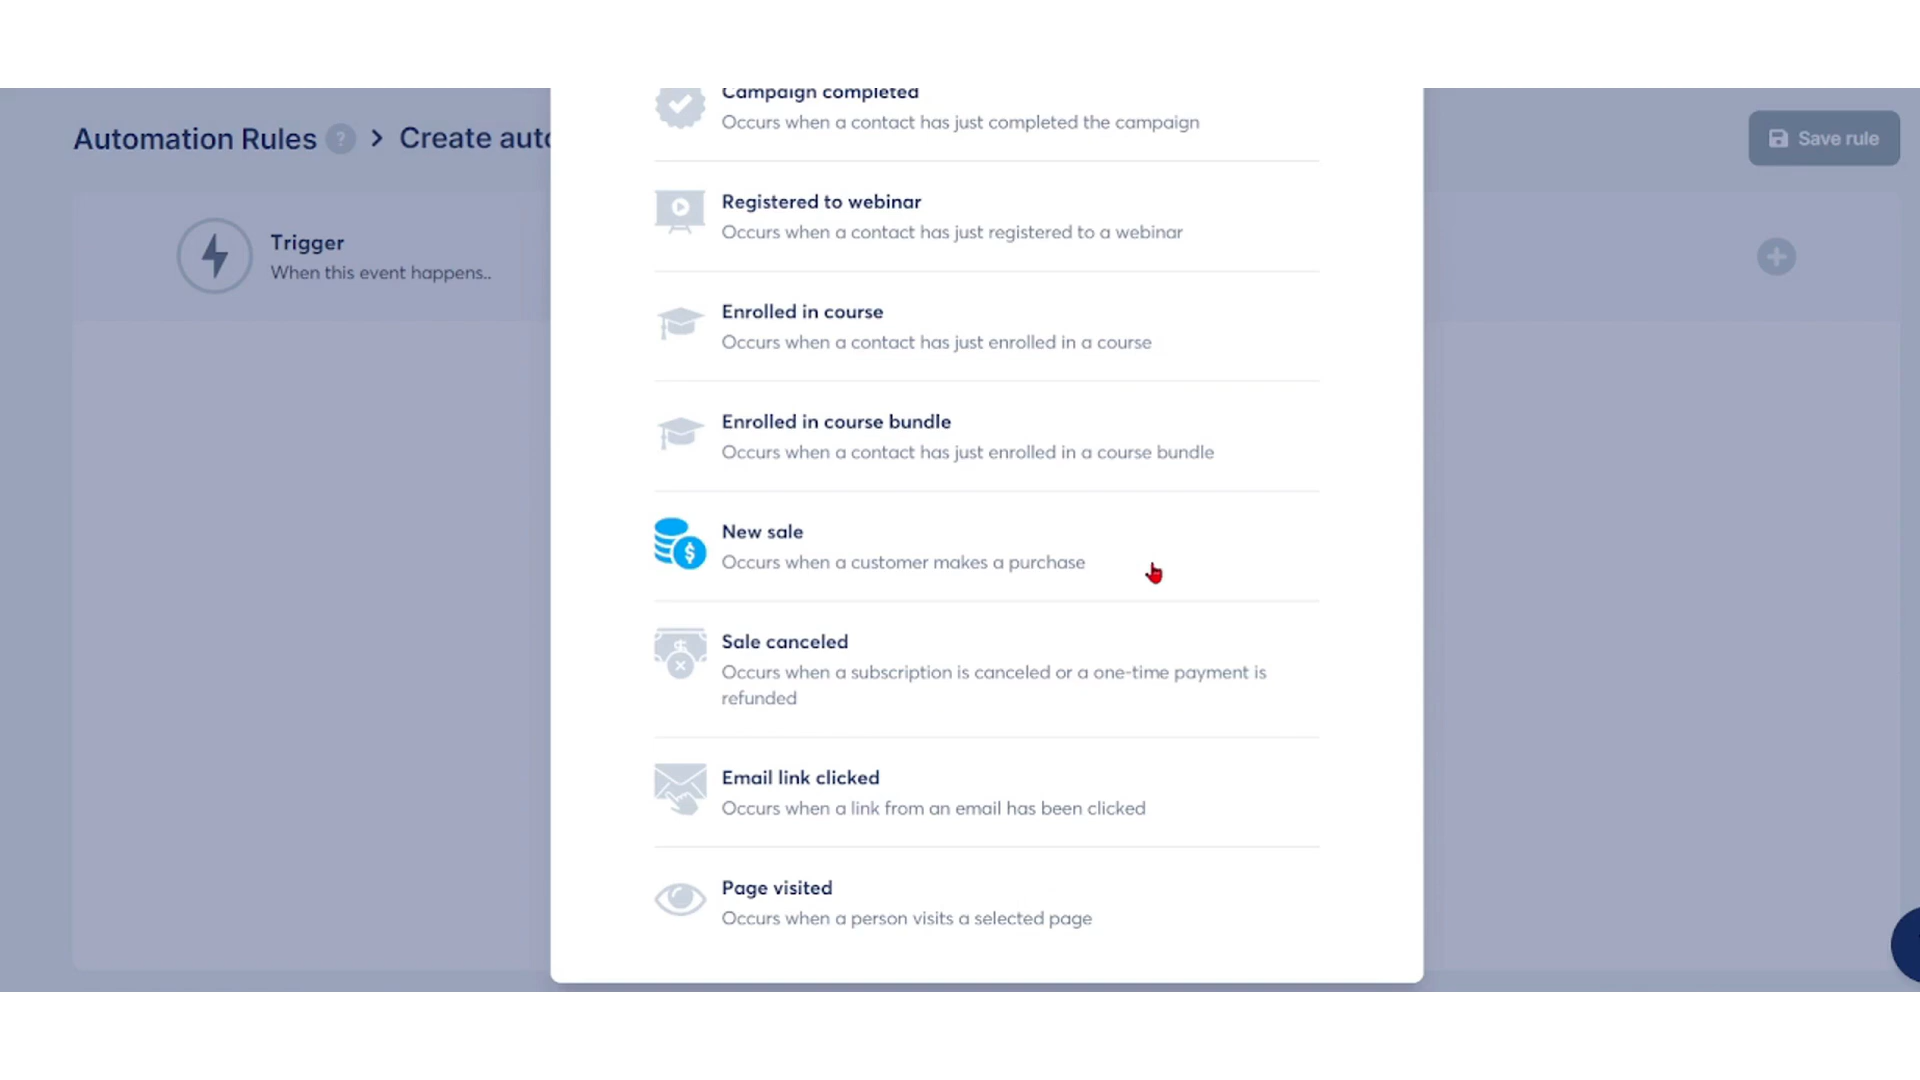 Campaign completed
Occurs when a contact has just completed the campaign
Automation Rules ? > Create auto
Save rule
Registered to webinar
Occurs when a contact has just registered to a webinar
Trigger
When this event happens..
Enrolled in course
Occurs when a contact has just enrolled in a course
Enrolled in course bundle
Occurs when a contact has just enrolled in a course bundle
New sale
Occurs when a customer makes a purchase
Sale canceled
Occurs when a subscription is canceled or a one-time payment is
refunded
Email link clicked
Occurs when a link from an email has been clicked
Page visited
Occurs when a person visits a selected page